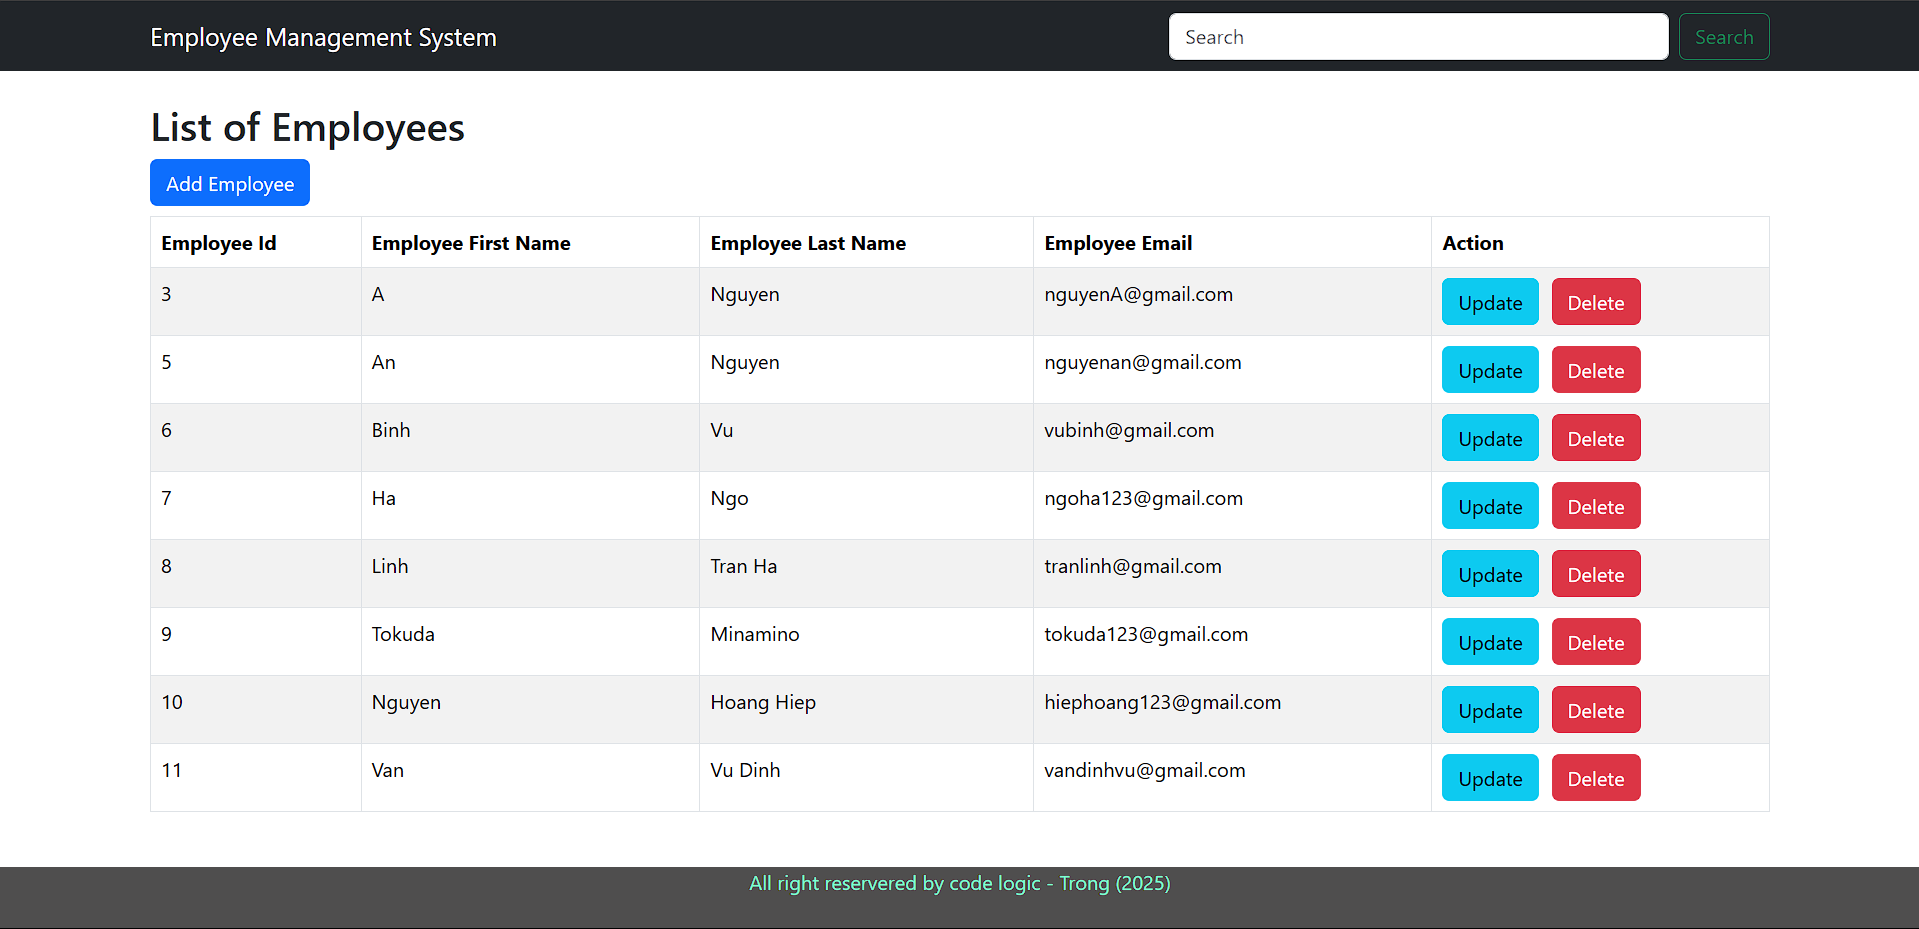 Employee Management System Search Search
List of Employees
Add Employee
Employee Id Employee First Name Employee Last Name Employee Email Action
3 A Nguyen nguyenA@gmail.com Update Delete
5 An Nguyen nguyenan@gmail.com Update Delete
6 Binh Vu vubinh@gmail.com Update Delete
7 Ha Ngo ngoha123@gmail.com Update Delete
8 Linh Tran Ha tranlinh@gmail.com Update Delete
9 Tokuda Minamino tokuda123@gmail.com Update Delete
10 Nguyen Hoang Hiep hiephoang123@gmail.com Update Delete
11 Van Vu Dinh vandinhvu@gmail.com Update Delete
All right reservered by code logic - Trong (2025)